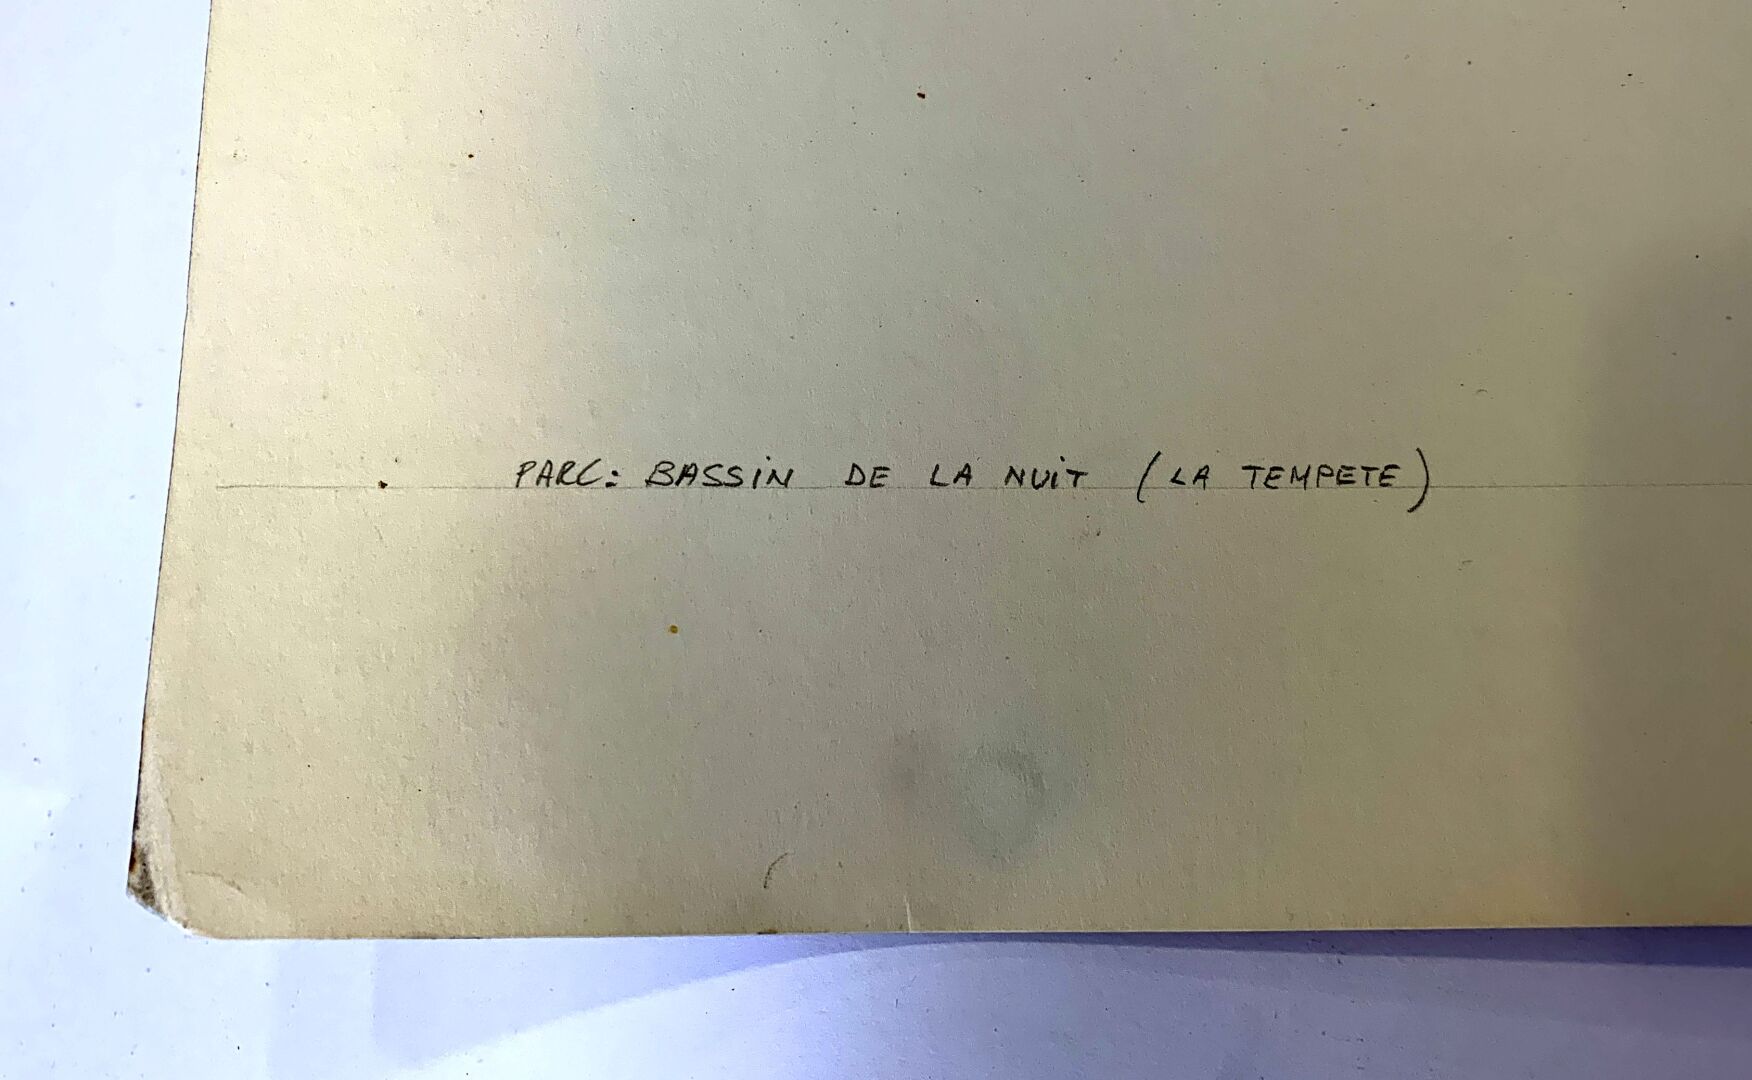 PARC: BASSiN DE LA NUiT (LA TEMPETE)